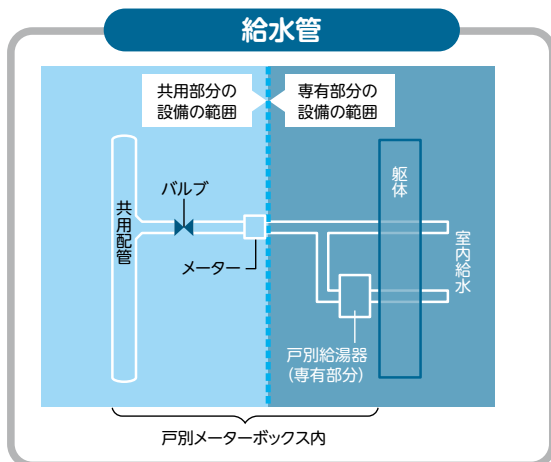 給水管
共用部分の
設備の範囲
専有部分の
設備の範囲
バルブ
共用配管
メーター
躯体
室内給水
戸別給湯器
(専有部分)
戸別メーターボックス内